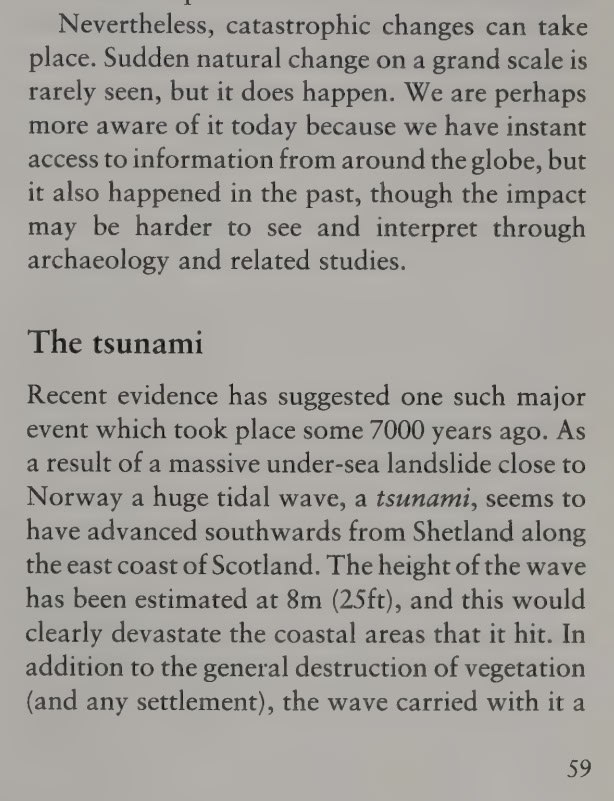 Nevertheless, catastrophic changes can take
place. Sudden natural change on a grand scale is
rarely seen, but it does happen. We are perhaps
more aware of it today because we have instant
access to information from around the globe, but
it also happened in the past, though the impact
may be harder to see and interpret through
archaeology and related studies.
The tsunami
Recent evidence has suggested one such major
event which took place some 7000 years ago. As
a result of a massive under-sea landslide close to
Norway a huge tidal wave, a tsunami, seems to
have advanced southwards from Shetland along
the east coast of Scotland. The height of the wave
has been estimated at 8m (25ft), and this would
clearly devastate the coastal areas that it hit. In
addition to the general destruction of vegetation
(and any settlement), the wave carried with it a
59